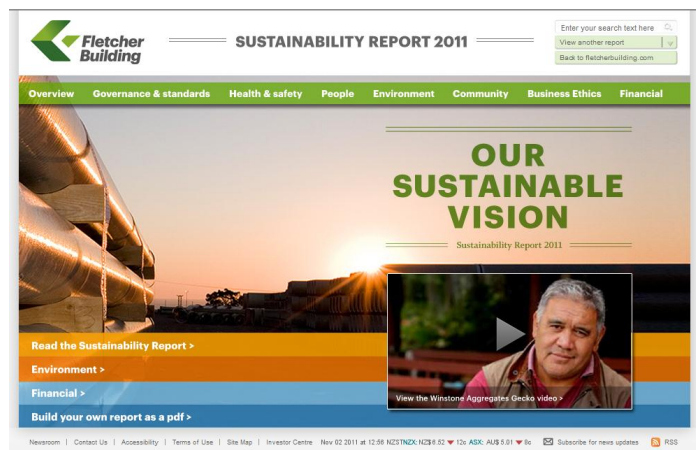 Fletcher
Building
SUSTAINABILITY REPORT 2011
Enter your search text here
View another report
Back to fletcherbuilding.com
Overview Governance & standards Health & safety People Environment Community Business Ethics Financial
OUR
SUSTAINABLE
VISION
Sustainability Report 2011
Read the Sustainability Report >
Environment >
Financial >
Build your own report as a pdf >
View the Winstone Aggregates Gecko video >
Newsroom | Contact Us | Accessibility | Terms of Use | Site Map | Investor Centre Nov 02 2011 at 12:56 NZST NZX: NZ$6.52 ▼ 12c ASX: AU$ 5.01 ▼ 8c Subscribe for news updates RSS